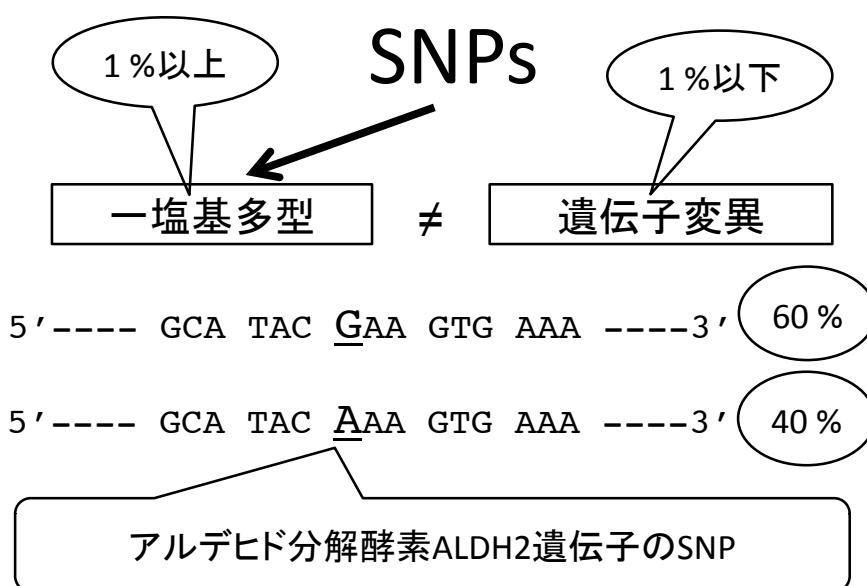 SNPs
1 %以上
1 %以下
一塩基多型 ≠ 遺伝子変異
5′---- GCA TAC GAA GTG AAA ----3′ 60 %
5′---- GCA TAC AAA GTG AAA ----3′ 40 %
アルデヒド分解酵素ALDH2遺伝子のSNP